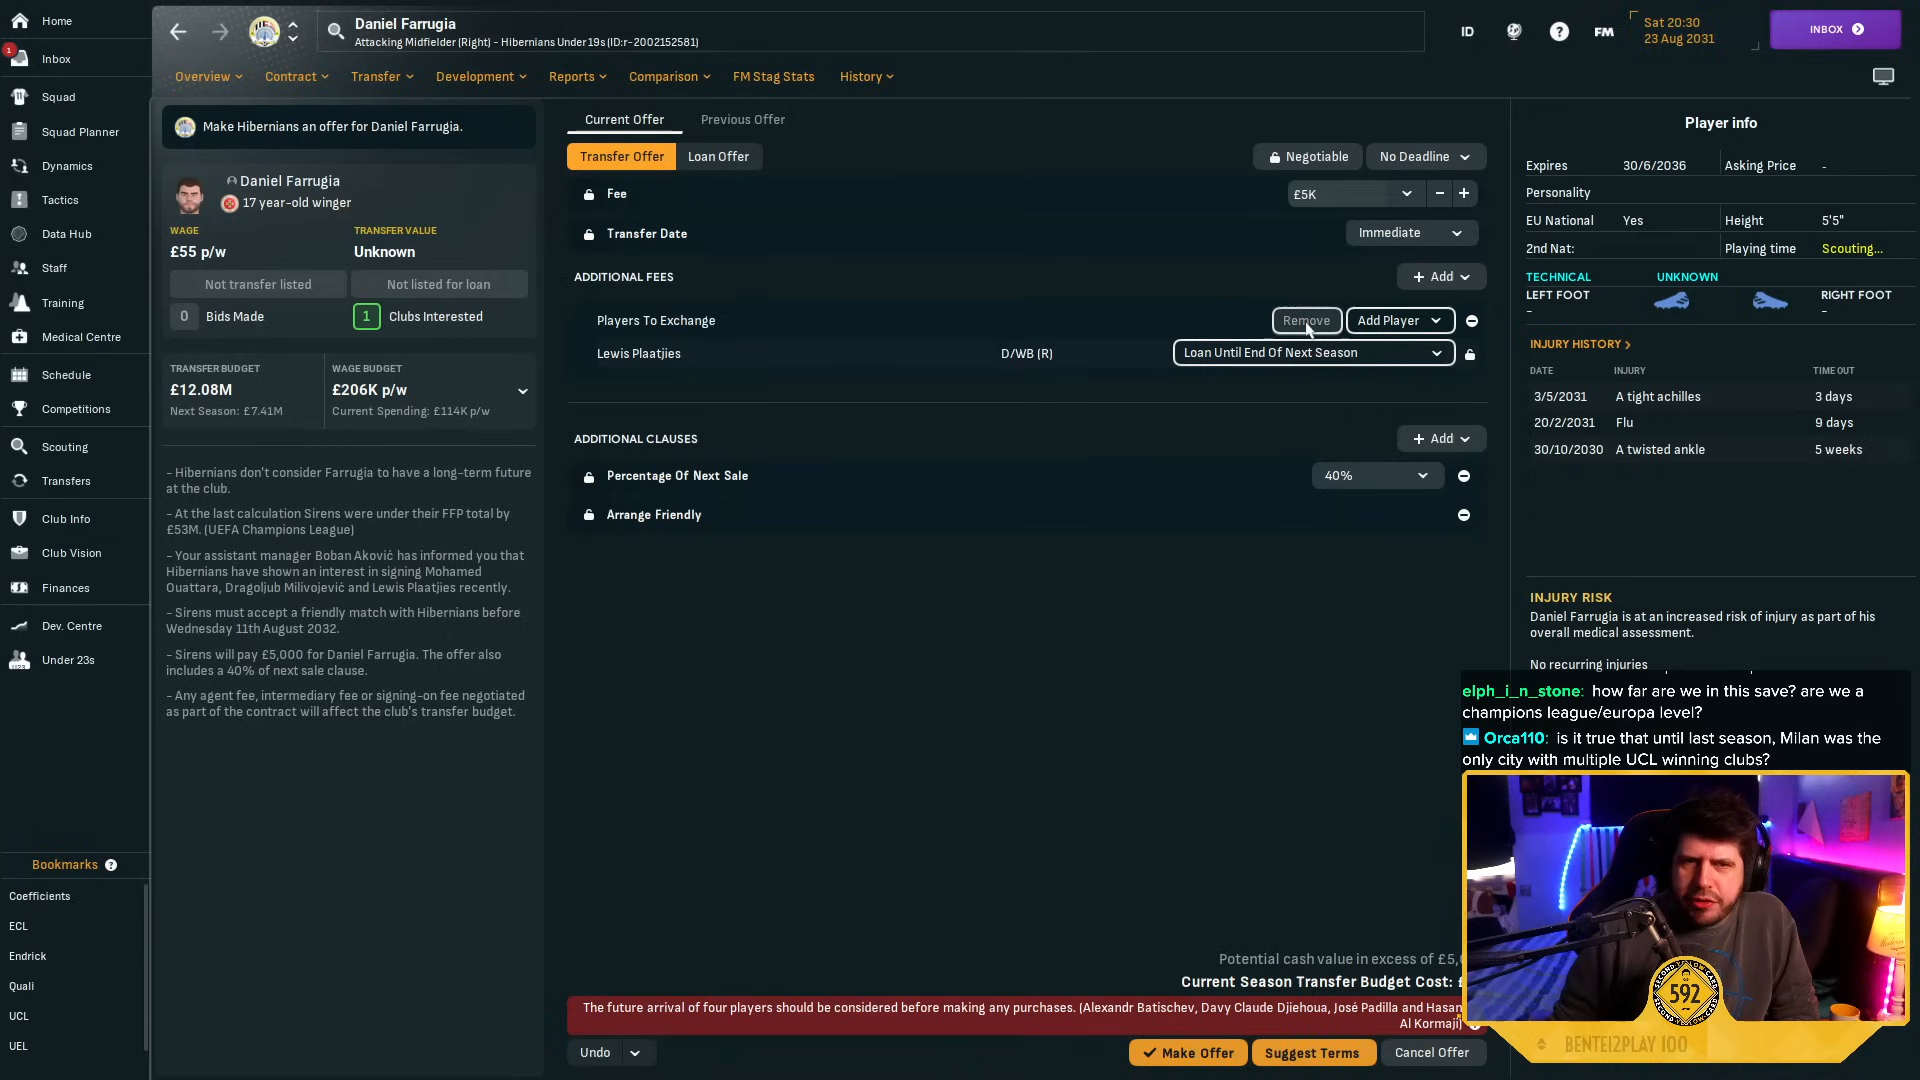 Home
Inbox
1
Squad
Squad Planner
Dynamics
Tactics
Data Hub
Staff
Training
Medical Centre
Schedule
Competitions
Scouting
Transfers
Club Info
Club Vision
Finances
Dev. Centre
Under 23s
Bookmarks ?
Coefficients
ECL
Endrick
Quali
UCL
UEL
Daniel Farrugia
Attacking Midfielder (Right) - Hibernians Under 19s (ID:r-2002152581)
ID
?
FM
Sat 20:30
23 Aug 2031
INBOX
Overview
Contract
Transfer
Development
Reports
Comparison
FM Stag Stats
History
Make Hibernians an offer for Daniel Farrugia.
Daniel Farrugia
17 year-old winger
WAGE
TRANSFER VALUE
£55 p/w
Unknown
Not transfer listed
Not listed for loan
0 Bids Made
1 Clubs Interested
TRANSFER BUDGET
WAGE BUDGET
£12.08M
£206K p/w
Next Season: £7.41M
Current Spending: £114K p/w
- Hibernians don't consider Farrugia to have a long-term future
at the club.
- At the last calculation Sirens were under their FFP total by
£53M. (UEFA Champions League)
- Your assistant manager Boban Aković has informed you that
Hibernians have shown an interest in signing Mohamed
Ouattara, Dragoljub Milivojević and Lewis Plaatjies recently.
- Sirens must accept a friendly match with Hibernians before
Wednesday 11th August 2032.
- Sirens will pay £5,000 for Daniel Farrugia. The offer also
includes a 40% of next sale clause.
- Any agent fee, intermediary fee or signing-on fee negotiated
as part of the contract will affect the club's transfer budget.
Current Offer
Previous Offer
Transfer Offer
Loan Offer
Negotiable
No Deadline
Fee
£5K
Transfer Date
Immediate
ADDITIONAL FEES
+ Add
Players To Exchange
Remove
Add Player
Lewis Plaatjies
D/WB (R)
Loan Until End Of Next Season
ADDITIONAL CLAUSES
+ Add
Percentage Of Next Sale
40%
Arrange Friendly
Potential cash value in excess of £5,0
Current Season Transfer Budget Cost: £
The future arrival of four players should be considered before making any purchases. (Alexandr Batischev, Davy Claude Djiehoua, José Padilla and Hasan
Al Kormaji)
Undo
Make Offer
Suggest Terms
Cancel Offer
Player info
Expires 30/6/2036
Asking Price -
Personality
EU National Yes
Height 5'5"
2nd Nat:
Playing time Scouting...
TECHNICAL
UNKNOWN
LEFT FOOT
RIGHT FOOT
-
-
INJURY HISTORY
DATE INJURY TIME OUT
3/5/2031 A tight achilles 3 days
20/2/2031 Flu 9 days
30/10/2030 A twisted ankle 5 weeks
INJURY RISK
Daniel Farrugia is at an increased risk of injury as part of his
overall medical assessment.
No recurring injuries
elph_i_n_stone: how far are we in this save? are we a
champions league/europa level?
Orca110: is it true that until last season, Milan was the
only city with multiple UCL winning clubs?
592
BENTEI2PLAY 100